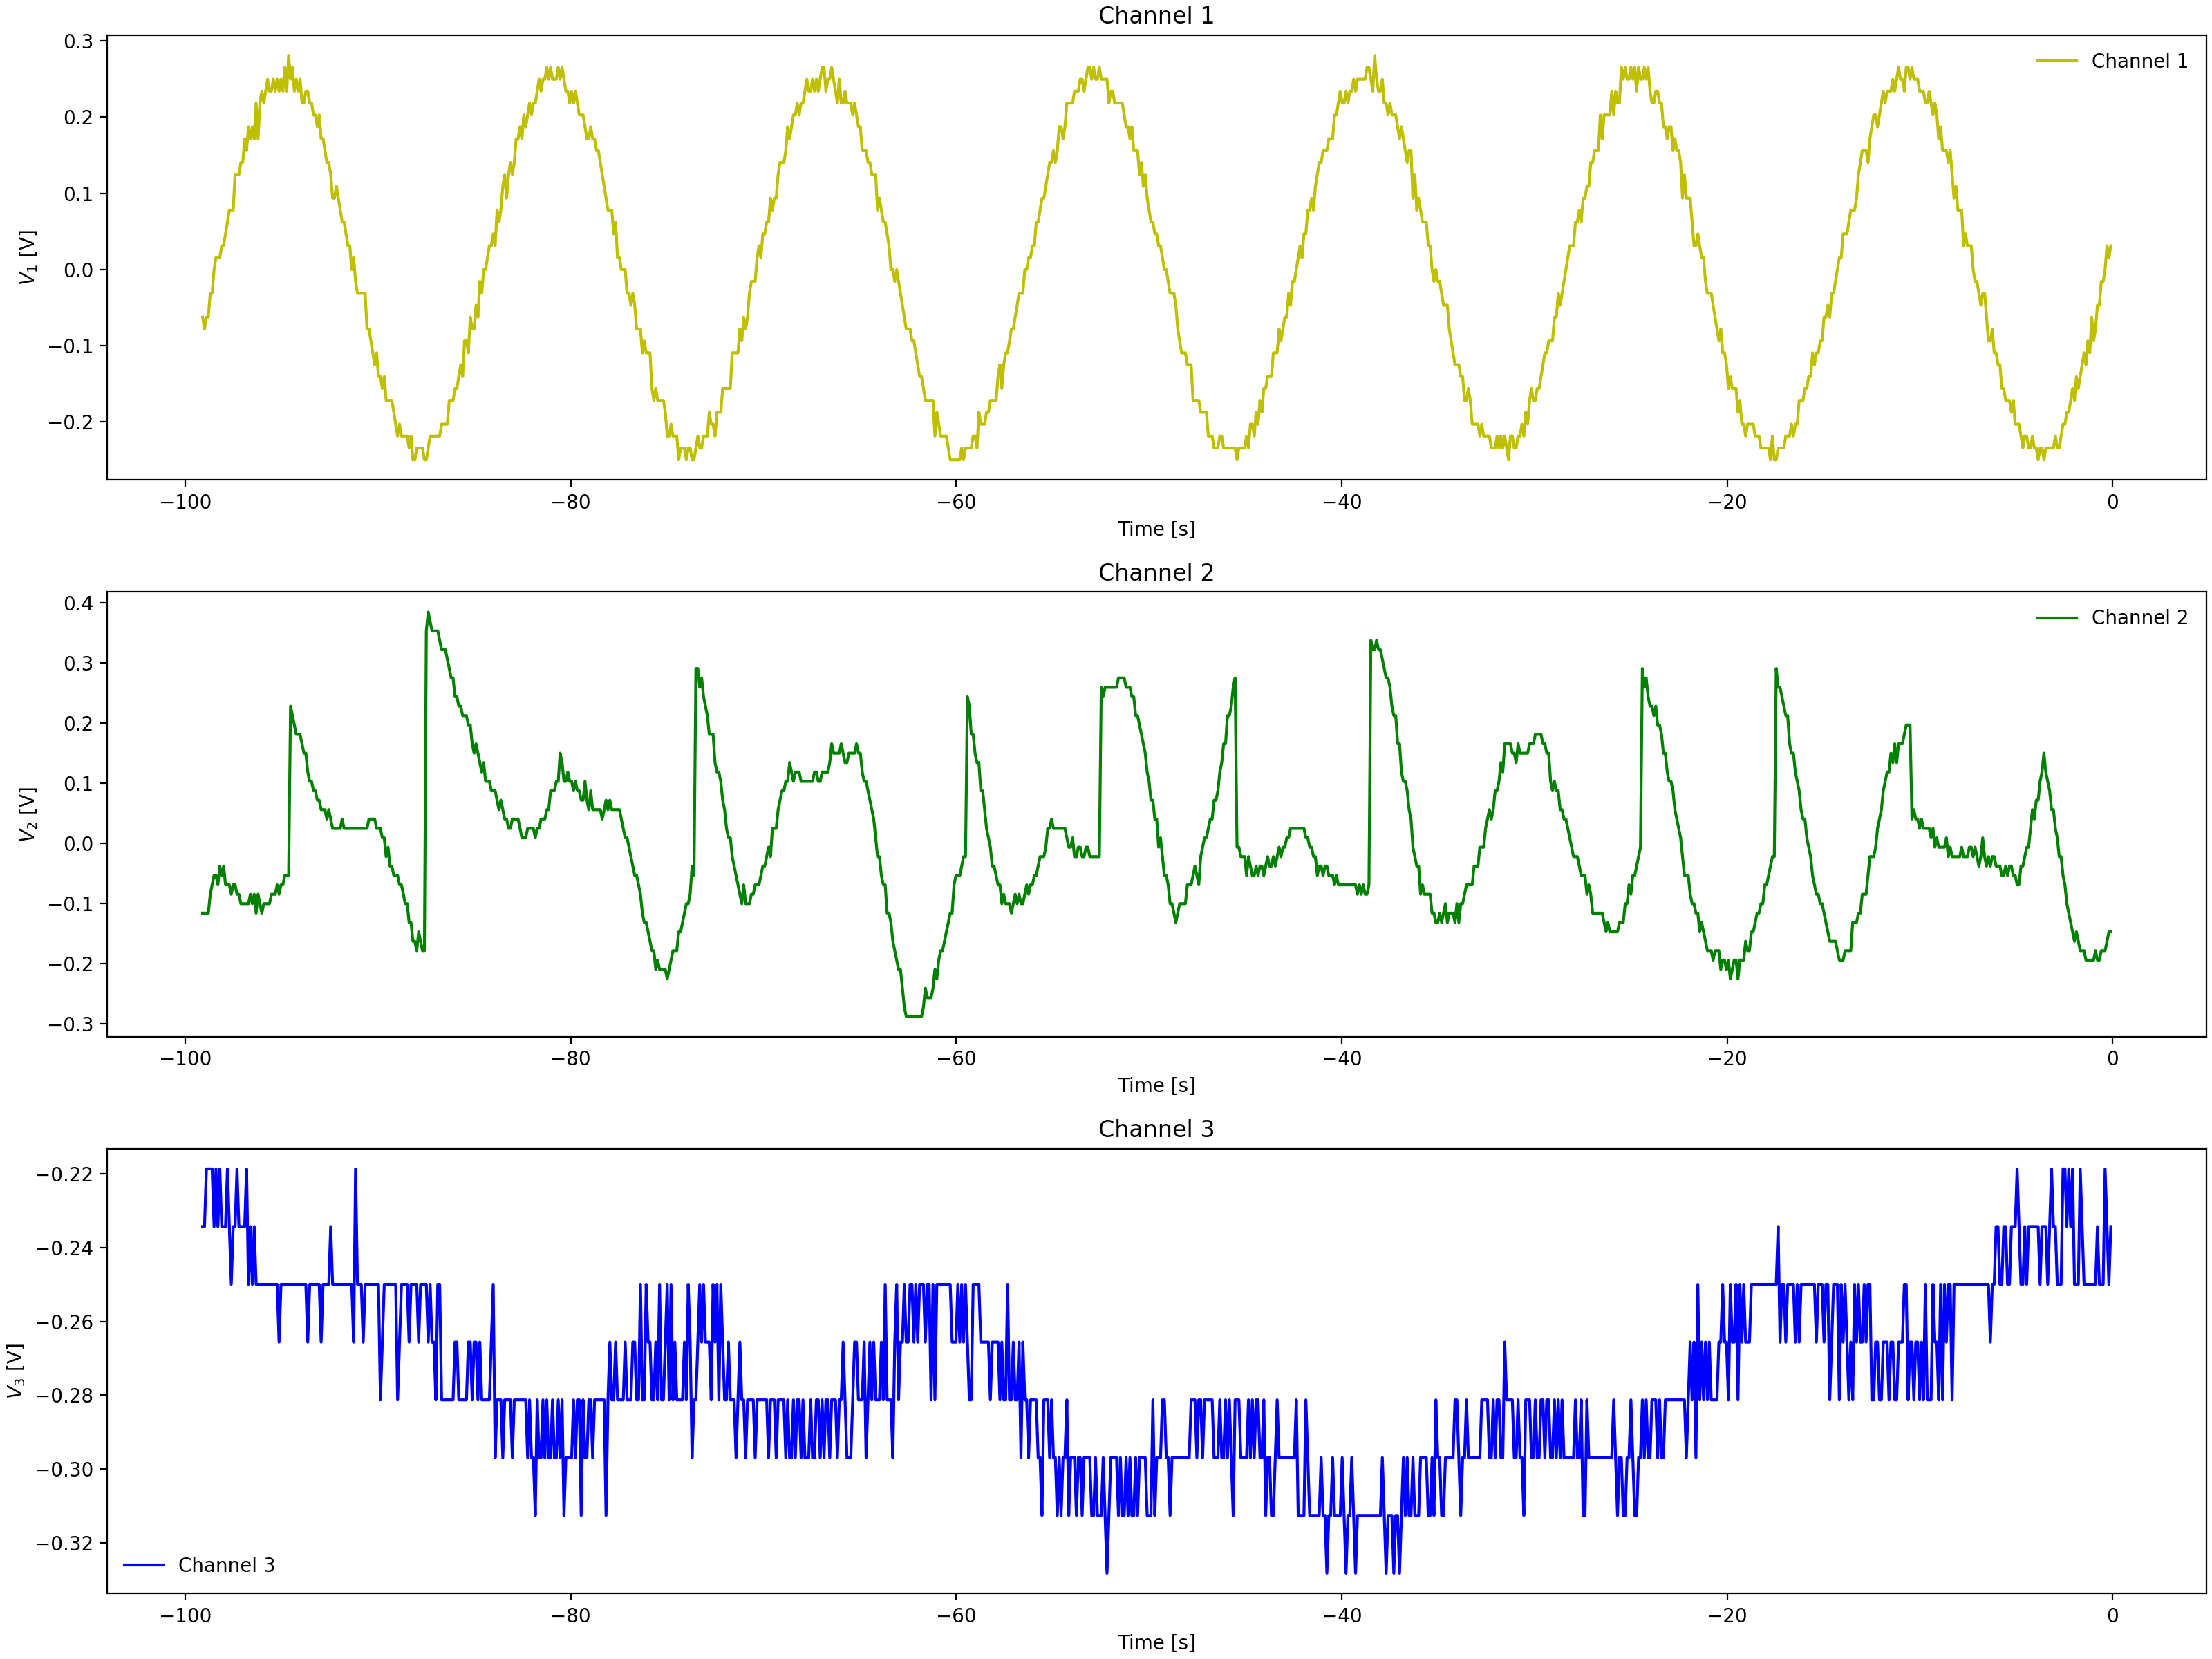 Channel 1
0.3
0.2
0.1
0.0
−0.1
−0.2
V₁ [V]
Channel 1
−100 −80 −60 −40 −20 0
Time [s]
Channel 2
0.4
0.3
0.2
0.1
0.0
−0.1
−0.2
−0.3
V₂ [V]
Channel 2
−100 −80 −60 −40 −20 0
Time [s]
Channel 3
−0.22
−0.24
−0.26
−0.28
−0.30
−0.32
V₃ [V]
Channel 3
−100 −80 −60 −40 −20 0
Time [s]